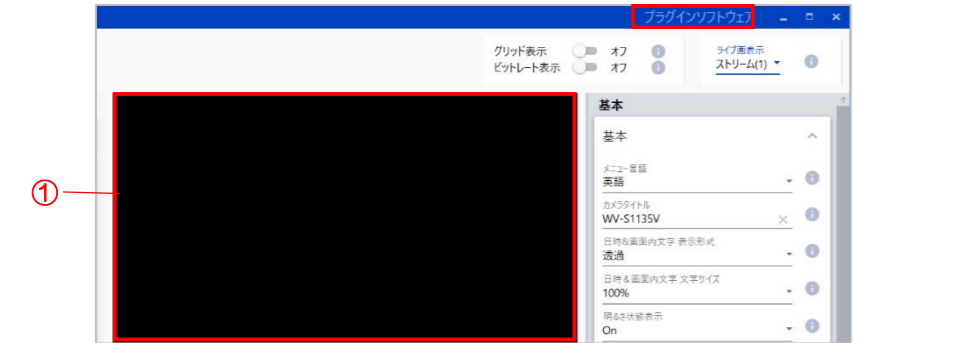 プラグインソフトウェア
グリッド表示 オフ
ビットレート表示 オフ
ライブ画表示
ストリーム(1)
基本
基本
①
メニュー言語
英語
カメラタイトル
WV-S1135V
日時&画面内文字 表示形式
透過
日時&画面内文字 文字サイズ
100%
明るさ状態表示
On